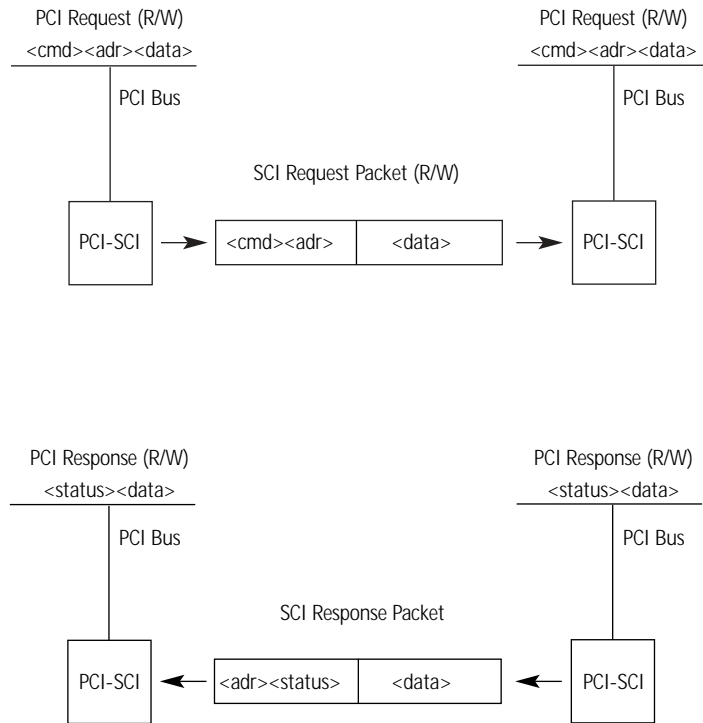 PCI Request (R/W)
<cmd><adr><data>
PCI Bus
PCI Request (R/W)
<cmd><adr><data>
PCI Bus
SCI Request Packet (R/W)
PCI-SCI
<cmd><adr>
<data>
PCI-SCI
PCI Response (R/W)
<status><data>
PCI Bus
PCI Response (R/W)
<status><data>
PCI Bus
SCI Response Packet
PCI-SCI
<adr><status>
<data>
PCI-SCI